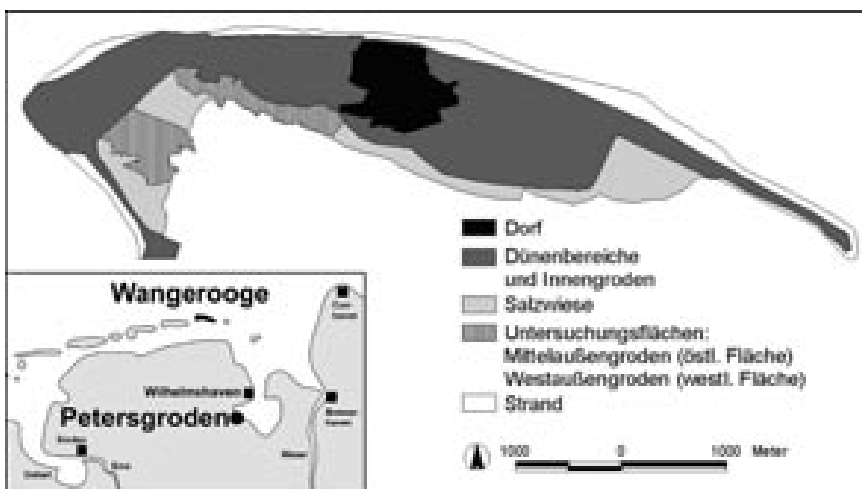 Dorf
Dünenbereiche
und Innengroden
Salzwiese
Untersuchungsflächen:
Mittelaußengroden (östl. Fläche)
Westaußengroden (westl. Fläche)
Strand
1000 0 1000 Meter
Wangerooge
Wilhelmshaven
Petersgroden
Emden